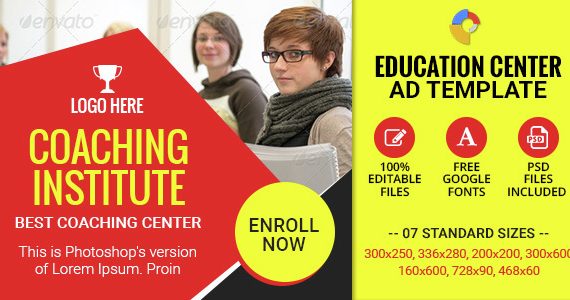 envato
LOGO HERE
COACHING
INSTITUTE
BEST COACHING CENTER
This is Photoshop's version
of Lorem Ipsum. Proin
ENROLL
NOW
EDUCATION CENTER
AD TEMPLATE
100%
EDITABLE
FILES
A
FREE
GOOGLE
FONTS
PSD
PSD
FILES
INCLUDED
-- 07 STANDARD SIZES --
300x250, 336x280, 200x200, 300x600
160x600, 728x90, 468x60